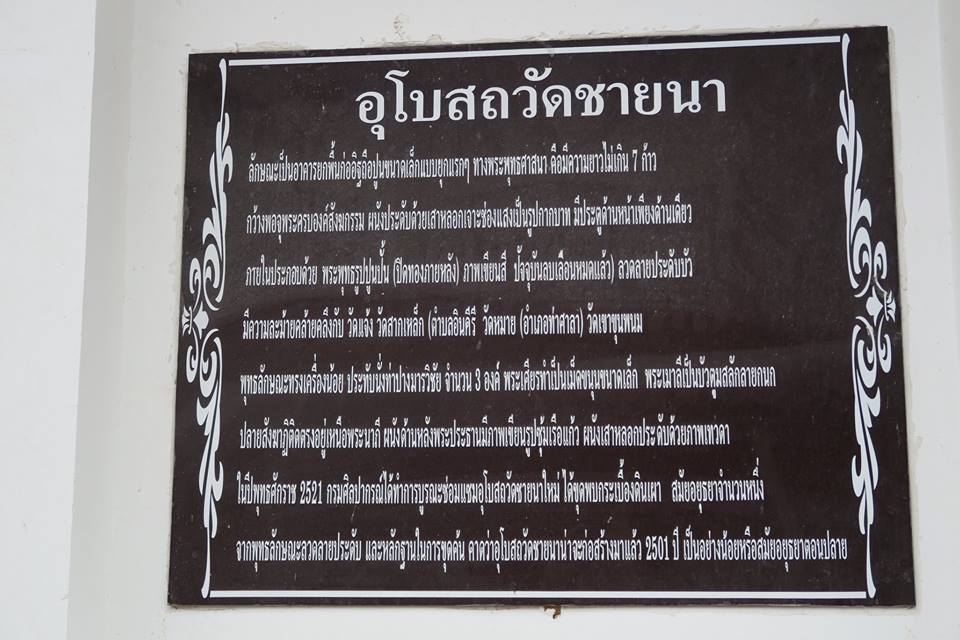 อุโบสถวัดชายนา
ลักษณะเป็นอาคารยกพื้นก่ออิฐถือปูนขนาดเล็กแบบยุกแรกๆ ทางพระพุทธศาสนา คือมีความยาวไม่เกิน 7 ก้าว
กว้างพอจุพระครบองค์สังฆกรรม ผนังประดับด้วยเสาหลอกเจาะช่องแสงเป็นรูปกากบาท มีประตูด้านหน้าเพียงด้านเดียว
ภายในประกอบด้วย พระพุทธรูปปูนปั้น (ปิดทองภายหลัง) ภาพเขียนสี ปัจจุบันลบเลือนหมดแล้ว) ลวดลายประดับบัว
มีความละม้ายคล้ายคลึงกับ วัดแจ้ง วัดสากเหล็ก (ตำบลอินคีรี วัดหมาย (อำเภอท่าศาลา) วัดเขาขุนพนม
พุทธลักษณะทรงเครื่องน้อย ประทับนั่งท่าปางมารวิชัย จำนวน 3 องค์ พระเศียรทำเป็นเม็ดขนุนขนาดเล็ก พระเมาลีเป็นบัวตูมสลักลายกนก
ปลายสังฆาฏิตัดตรงอยู่เหนือพระนาภี ผนังด้านหลังพระประธานมีภาพเขียนรูปซุ้มเรือแก้ว ผนังเสาหลอกประดับด้วยภาพเทวดา
ในปีพุทธศักราช 2521 กรมศิลปากรณ์ได้ทำการบูรณะซ่อมแซมอุโบสถวัดชายนาใหม่ ได้ขุดพบกระเบื้องดินเผา สมัยอยุธยาจำนวนหนึ่ง
จากพุทธลักษณะลวดลายประดับ และหลักฐานในการขุดค้น คาดว่าอุโบสถวัดชายนาน่าจะก่อสร้างมาแล้ว 2501 ปี เป็นอย่างน้อยหรือสมัยอยุธยาตอนปลาย